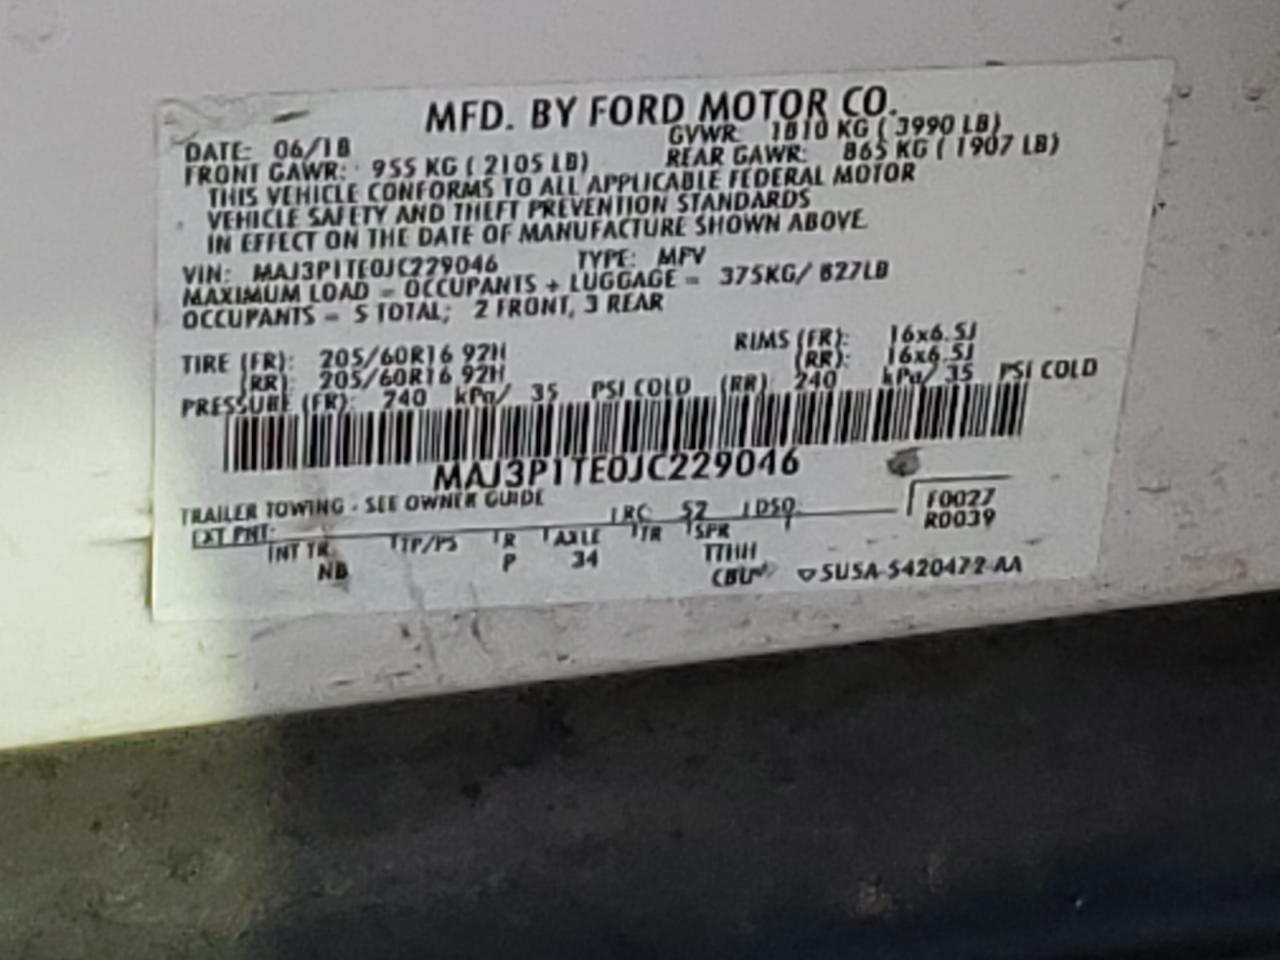 MFD. BY FORD MOTOR CO.
DATE: 06/18 GVWR: 1810 KG ( 3990 LB)
FRONT GAWR: 955 KG ( 2105 LB) REAR GAWR: 865 KG ( 1907 LB)
THIS VEHICLE CONFORMS TO ALL APPLICABLE FEDERAL MOTOR
VEHICLE SAFETY AND THEFT PREVENTION STANDARDS
IN EFFECT ON THE DATE OF MANUFACTURE SHOWN ABOVE.
VIN: MAJ3P1TE0JC229046 TYPE: MPV
MAXIMUM LOAD = OCCUPANTS + LUGGAGE = 375KG/ 827LB
OCCUPANTS = 5 TOTAL; 2 FRONT, 3 REAR
TIRE (FR): 205/60R16 92H RIMS (FR): 16x6.5J
(RR): 205/60R16 92H (RR): 16x6.5J
PRESSURE (FR): 240 kPa/ 35 PSI COLD (RR) 240 kPa/ 35 PSI COLD
MAJ3P1TE0JC229046
TRAILER TOWING - SEE OWNER GUIDE
EXT PNT: RC: 52 DSO: F0027
R0039
INT TR TP/PS R AXLE TR SPR
NB P 34 TTHH
CBU ▽5U5A-5420472-AA